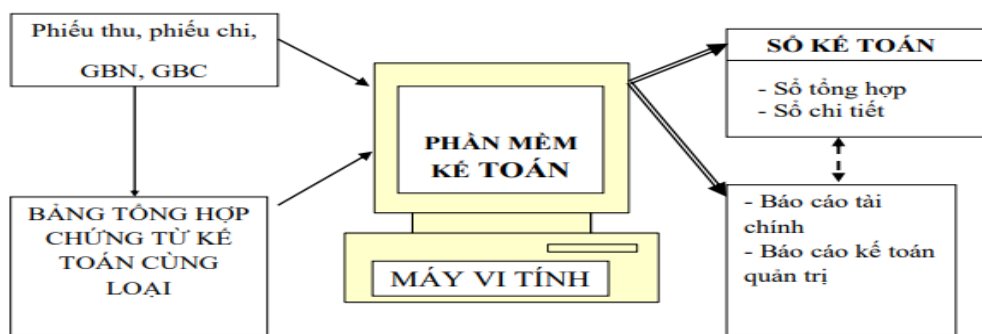 Phiếu thu, phiếu chi,
GBN, GBC
BẢNG TỔNG HỢP
CHỨNG TỪ KẾ
TOÁN CÙNG
LOẠI
PHẦN MỀM
KẾ TOÁN
MÁY VI TÍNH
SỔ KẾ TOÁN
- Sổ tổng hợp
- Sổ chi tiết
- Báo cáo tài
chính
- Báo cáo kế toán
quản trị